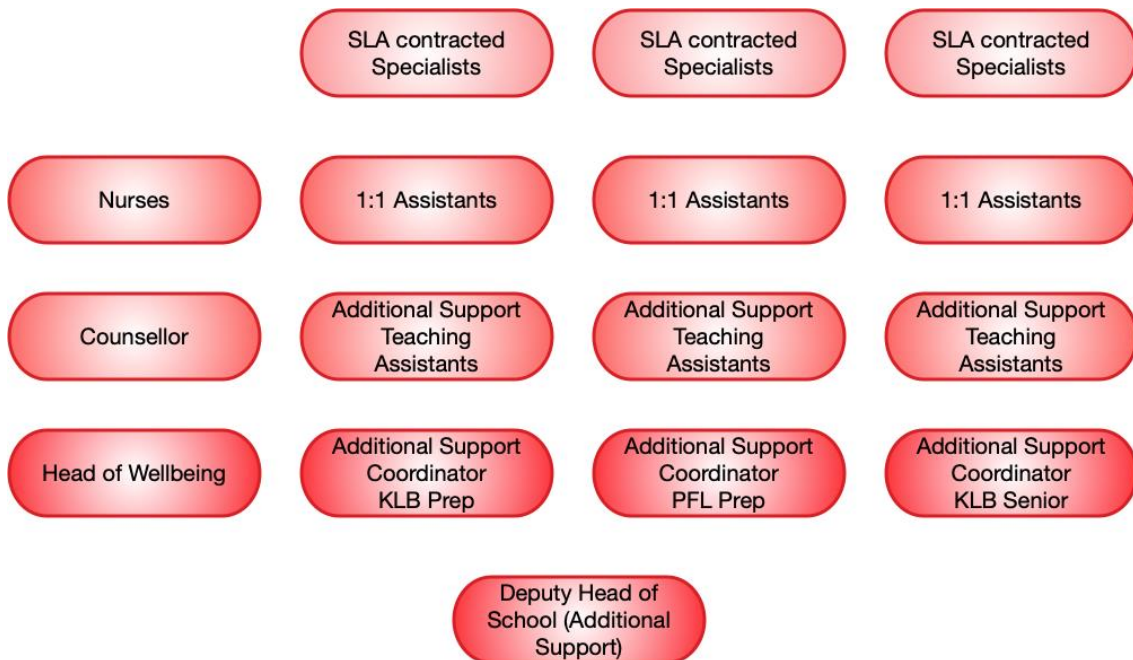 SLA contracted
Specialists
SLA contracted
Specialists
SLA contracted
Specialists
Nurses
1:1 Assistants
1:1 Assistants
1:1 Assistants
Counsellor
Additional Support
Teaching
Assistants
Additional Support
Teaching
Assistants
Additional Support
Teaching
Assistants
Head of Wellbeing
Additional Support
Coordinator
KLB Prep
Additional Support
Coordinator
PFL Prep
Additional Support
Coordinator
KLB Senior
Deputy Head of
School (Additional
Support)